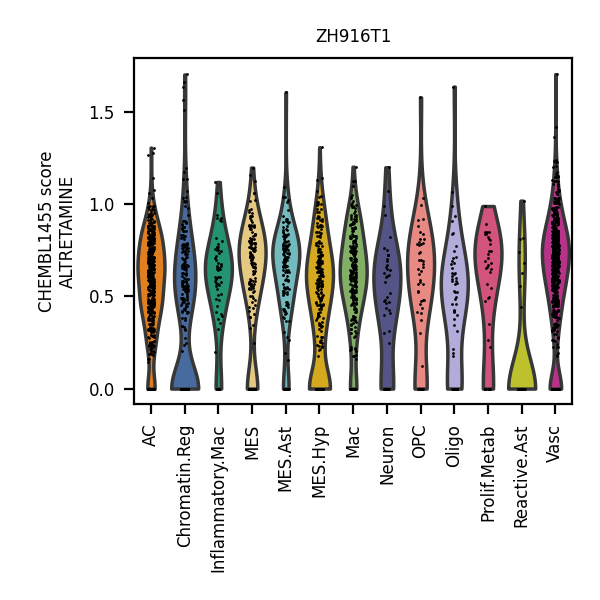 ZH916T1
CHEMBL1455 score
ALTRETAMINE
1.5
1.0
0.5
0.0
AC
Chromatin.Reg
Inflammatory.Mac
MES
MES.Ast
MES.Hyp
Mac
Neuron
OPC
Oligo
Prolif.Metab
Reactive.Ast
Vasc